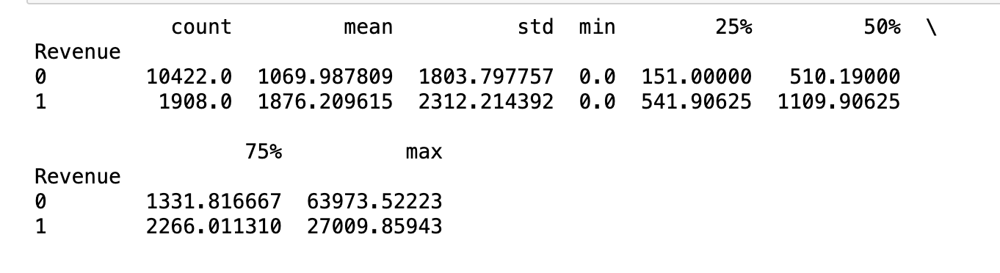 count mean std min 25% 50% \
Revenue
0 10422.0 1069.987809 1803.797757 0.0 151.00000 510.19000
1 1908.0 1876.209615 2312.214392 0.0 541.90625 1109.90625
75% max
Revenue
0 1331.816667 63973.52223
1 2266.011310 27009.85943